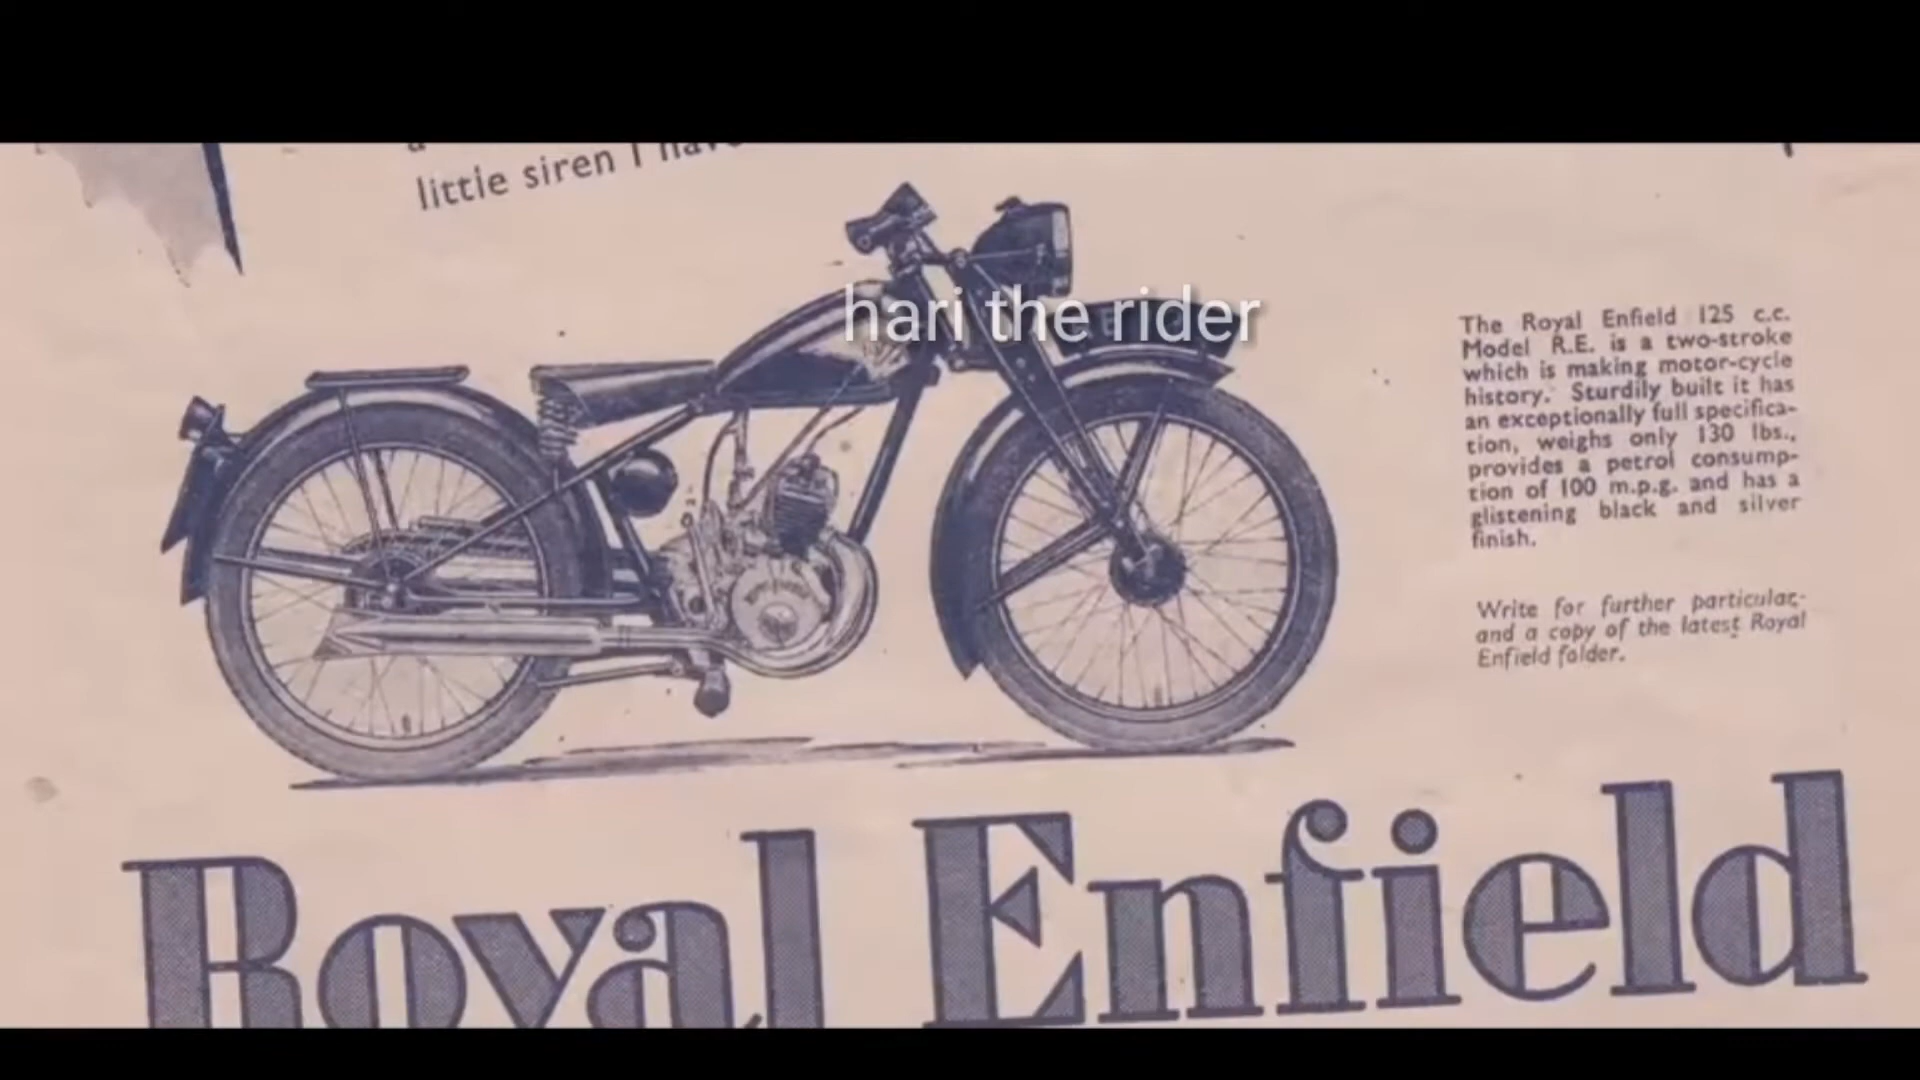 little siren I have
hari the rider
The Royal Enfield 125 c.c.
Model R.E. is a two-stroke
which is making motor-cycle
history. Sturdily built it has
an exceptionally full specifica-
tion, weighs only 130 lbs.,
provides a petrol consump-
tion of 100 m.p.g. and has a
glistening black and silver
finish.
Write for further particular,-
and a copy of the latest Royal
Enfield folder.
Royal Enfield